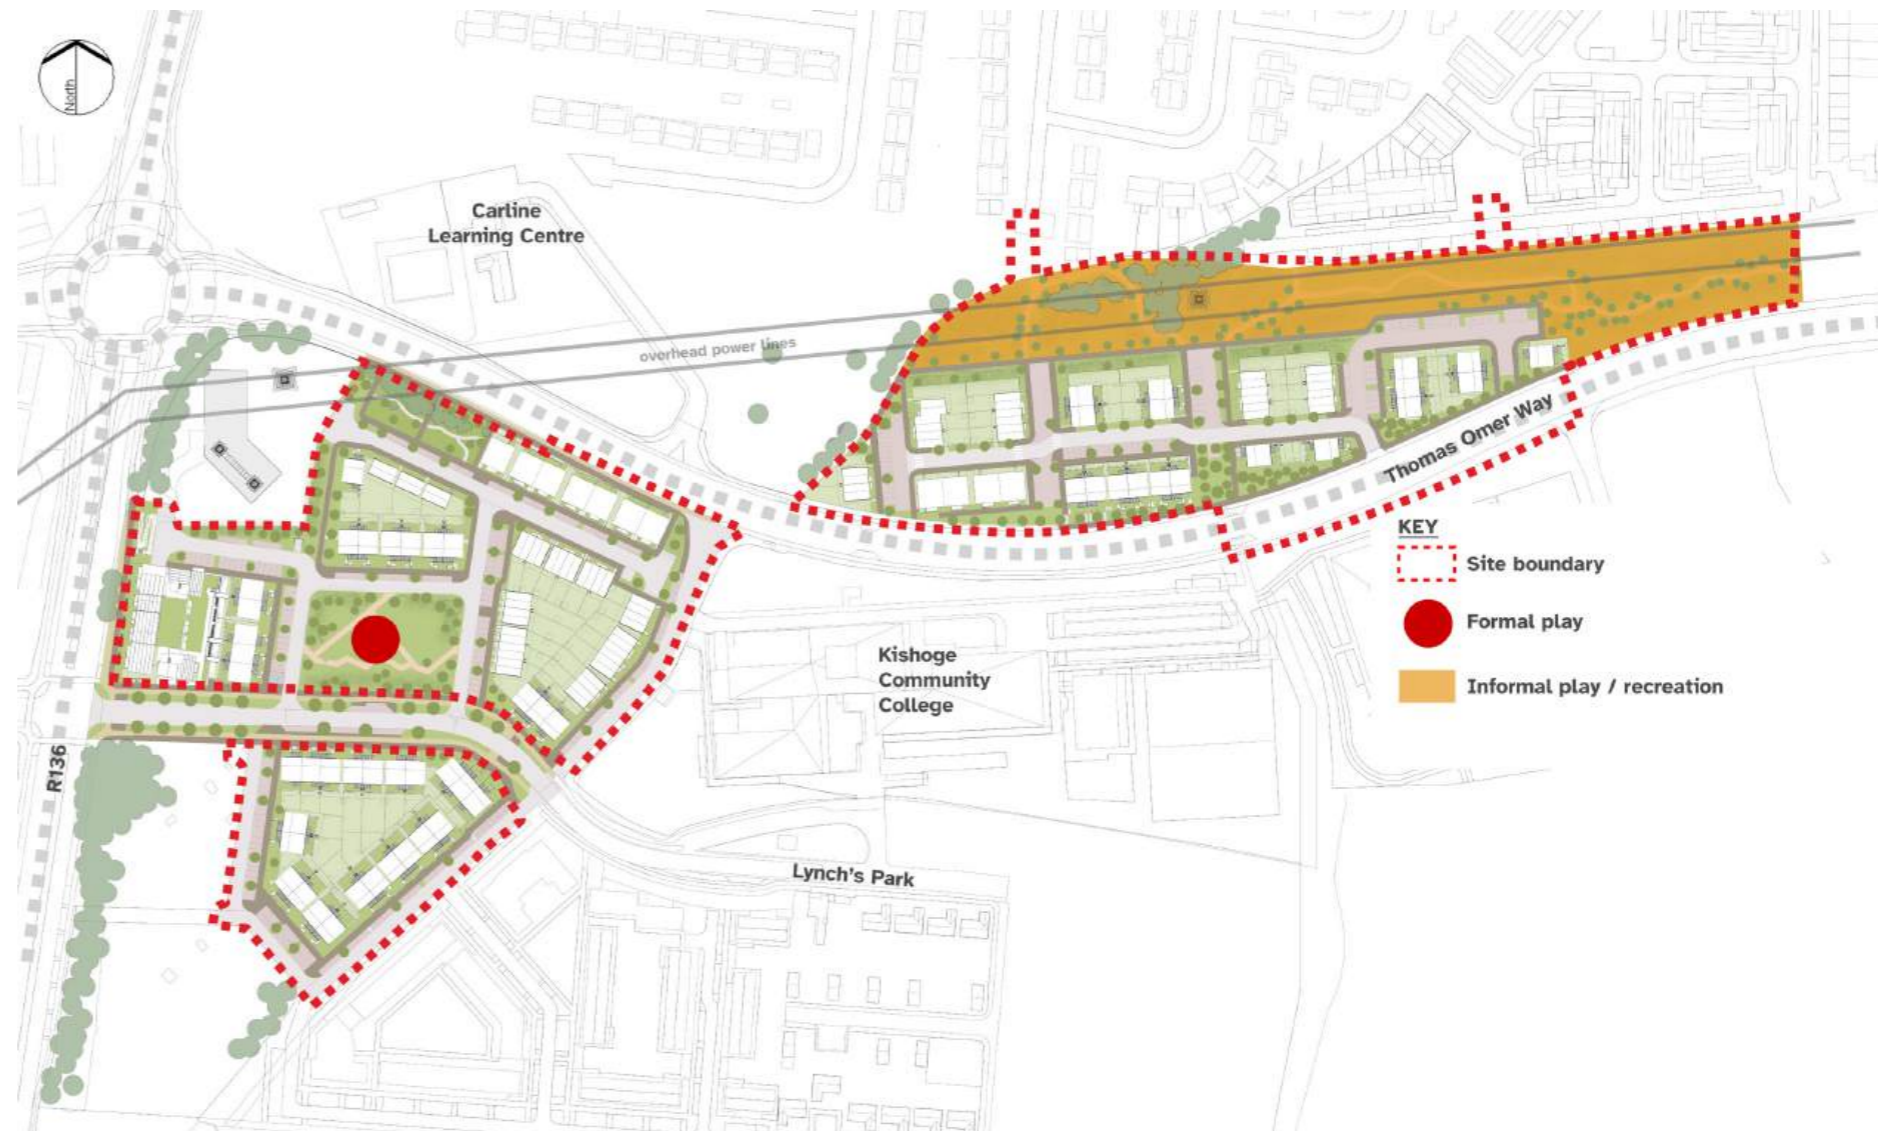 North
Carline
Learning Centre
overhead power lines
Thomas Omer Way
KEY
Site boundary
Formal play
Informal play / recreation
Kishoge
Community
College
R136
Lynch's Park